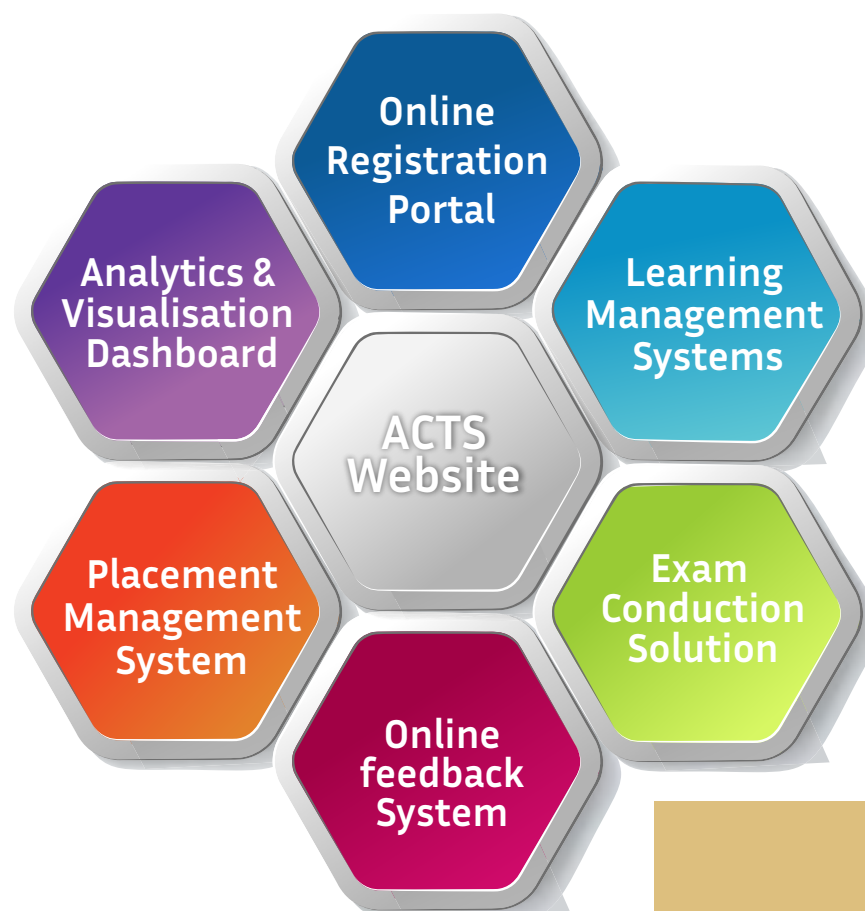 Online
Registration
Portal
Analytics &
Visualisation
Dashboard
Learning
Management
Systems
ACTS
Website
Placement
Management
System
Exam
Conduction
Solution
Online
feedback
System